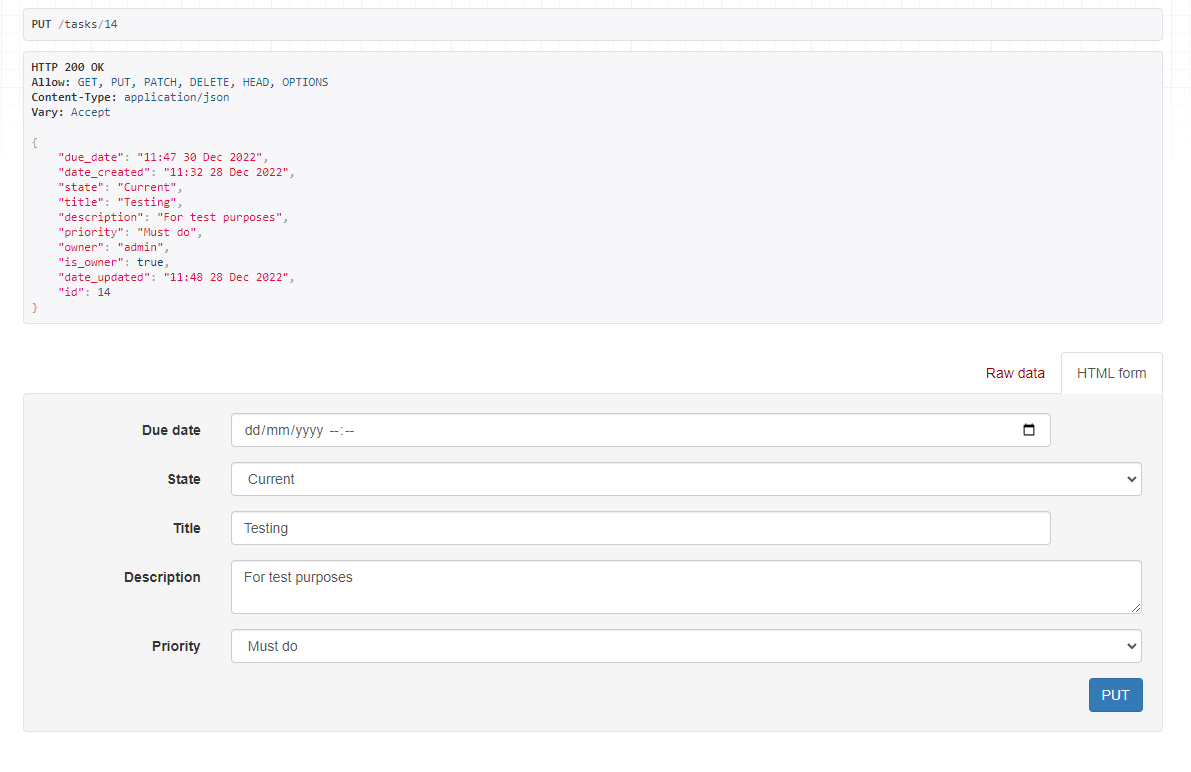 PUT /tasks/14
HTTP 200 OK
Allow: GET, PUT, PATCH, DELETE, HEAD, OPTIONS
Content-Type: application/json
Vary: Accept
{
    "due_date": "11:47 30 Dec 2022",
    "date_created": "11:32 28 Dec 2022",
    "state": "Current",
    "title": "Testing",
    "description": "For test purposes",
    "priority": "Must do",
    "owner": "admin",
    "is_owner": true,
    "date_updated": "11:48 28 Dec 2022",
    "id": 14
}
Raw data HTML form
Due date dd/mm/yyyy --:--
State Current
Title Testing
Description For test purposes
Priority Must do
PUT